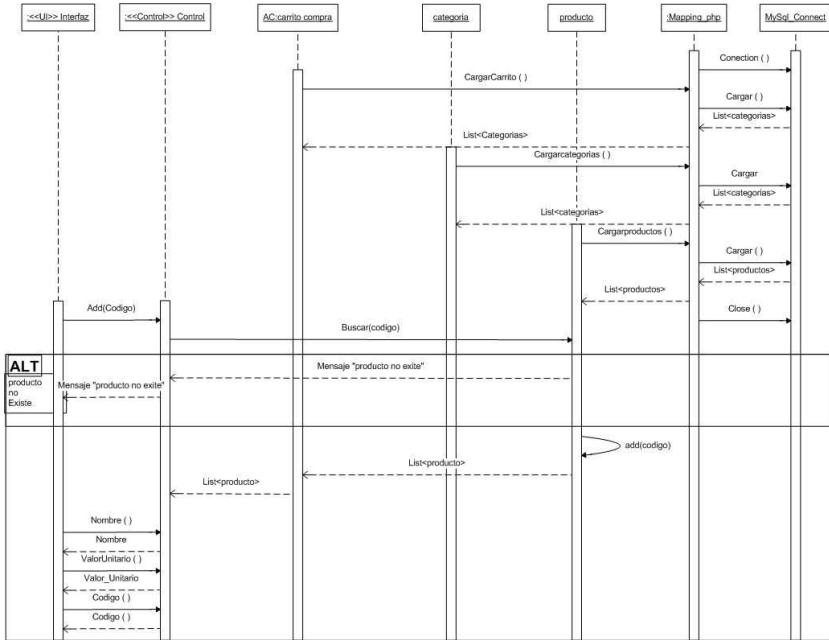 :<<UI>> Interfaz
:<<Control>> Control
AC:carrito compra
categoria
producto
:Mapping_php
MySql_Connect
Conection ( )
CargarCarrito ( )
Cargar ( )
List<categorias>
List<Categorias>
Cargarcategorias ( )
Cargar
List<categorias>
List<categorias>
Cargarproductos ( )
Cargar ( )
List<productos>
List<productos>
Add(Codigo)
Close ( )
Buscar(codigo)
ALT
producto
no
Existe
Mensaje "producto no exite"
Mensaje "producto no exite"
add(codigo)
List<producto>
List<producto>
Nombre ( )
Nombre
ValorUnitario ( )
Valor_Unitario
Codigo ( )
Codigo ( )